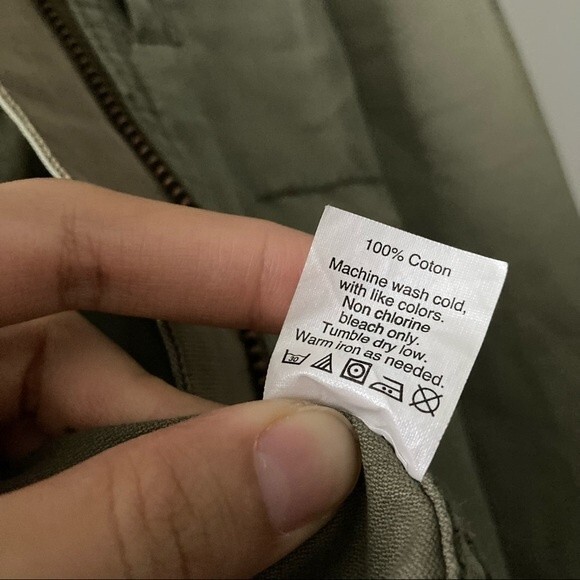 100% Coton
Machine wash cold,
with like colors.
Non chlorine
bleach only.
Tumble dry low.
Warm iron as needed.
30